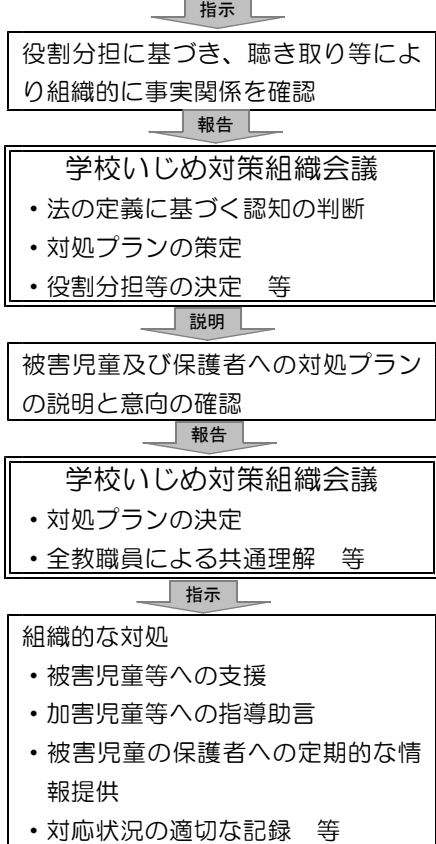 指示
役割分担に基づき、聴き取り等によ
り組織的に事実関係を確認
報告
学校いじめ対策組織会議
・法の定義に基づく認知の判断
・対処プランの策定
・役割分担等の決定　等
説明
被害児童及び保護者への対処プラン
の説明と意向の確認
報告
学校いじめ対策組織会議
・対処プランの決定
・全教職員による共通理解　等
指示
組織的な対処
・被害児童等への支援
・加害児童等への指導助言
・被害児童の保護者への定期的な情
報提供
・対応状況の適切な記録　等